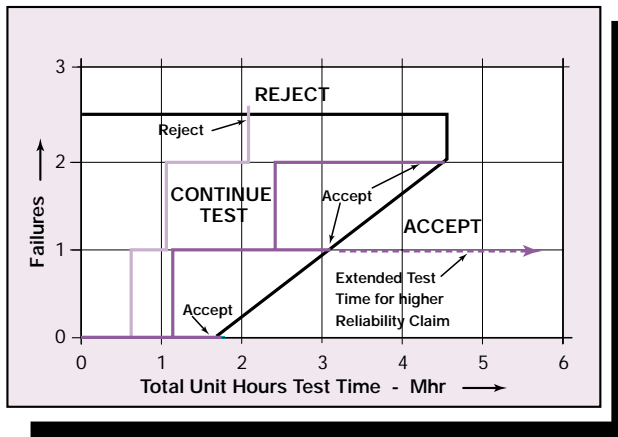 3
REJECT
Reject
2
CONTINUE
TEST
Accept
ACCEPT
1
Extended Test
Time for higher
Reliability Claim
Accept
0
0 1 2 3 4 5 6
Failures
Total Unit Hours Test Time - Mhr